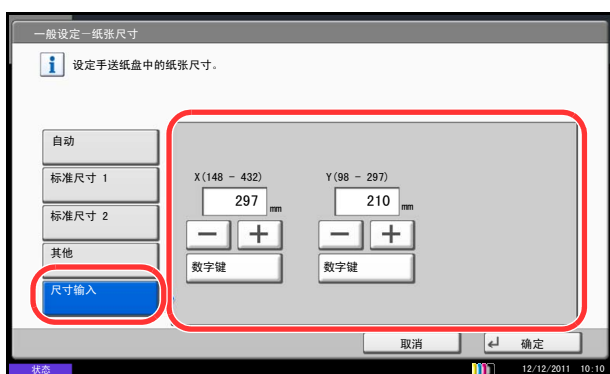 一般设定－纸张尺寸
设定手送纸盘中的纸张尺寸。
自动
标准尺寸 1
标准尺寸 2
其他
尺寸输入
X(148 - 432)
297 mm
数字键
Y(98 - 297)
210 mm
数字键
取消
确定
状态
12/12/2011 10:10